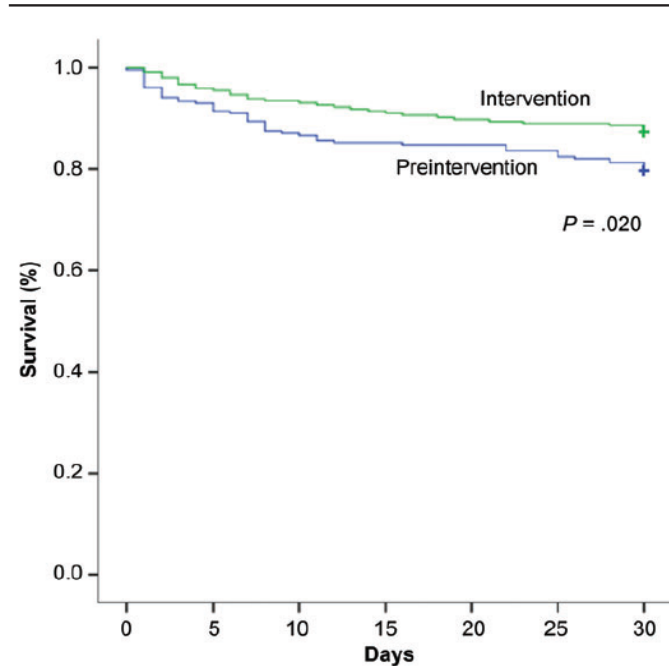 1.0
Intervention
0.8
Preintervention
P = .020
0.6
Survival (%)
0.4
0.2
0.0
0 5 10 15 20 25 30
Days